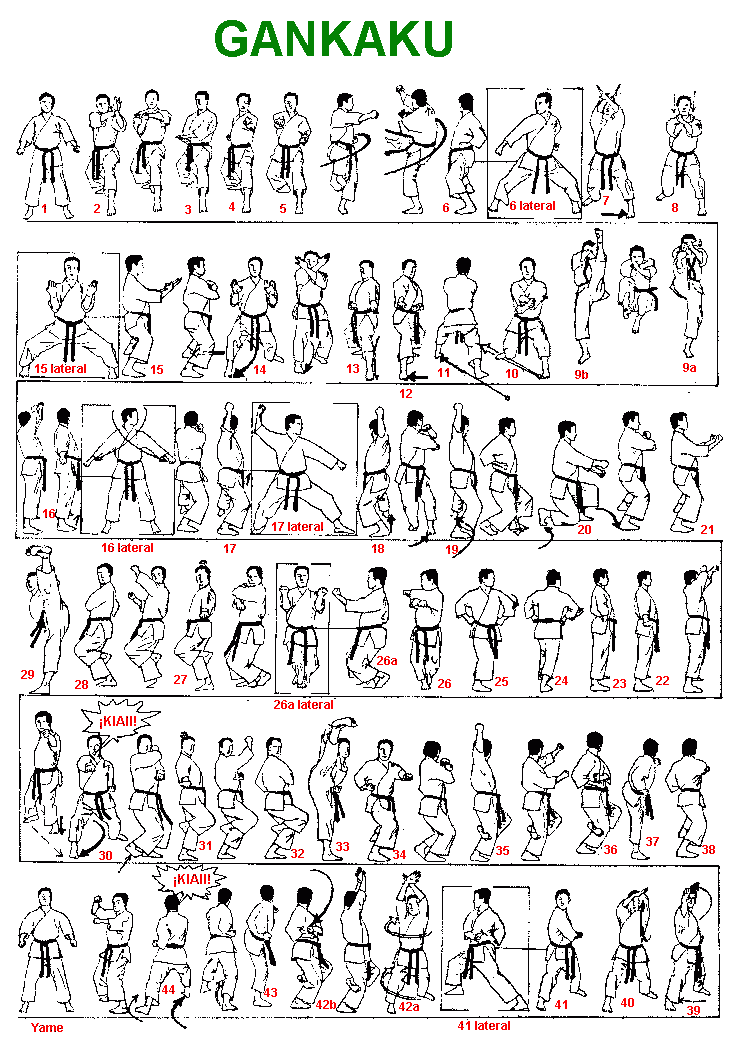 GANKAKU
1 2 3 4 5 6 6 lateral 7 8
15 lateral 15 14 13 12 11 10 9b 9a
16 16 lateral 17 17 lateral 18 19 20 21
29 28 27 26a lateral 26a 26 25 24 23 22
¡KIAI!
30 31 32 33 34 35 36 37 38
¡KIAI!
Yame 44 43 42b 42a 41 lateral 41 40 39